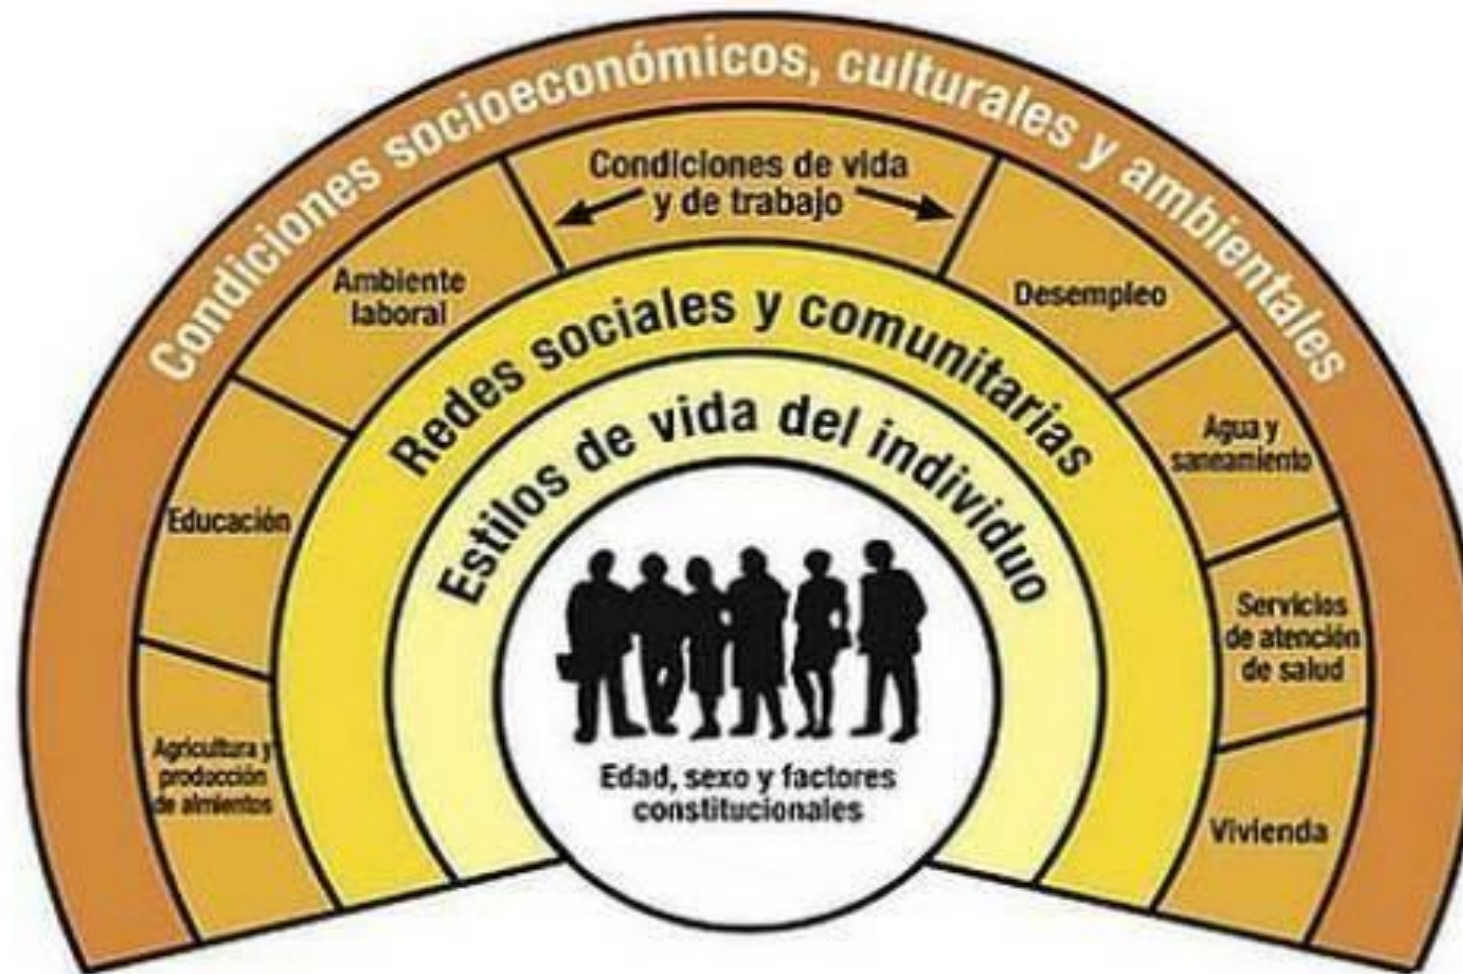 Condiciones socioeconómicos, culturales y ambientales
Condiciones de vida
y de trabajo
Ambiente
laboral
Desempleo
Redes sociales y comunitarias
Estilos de vida del individuo
Agua y
saneamiento
Educación
Servicios
de atención
de salud
Agricultura y
producción
de almientos
Edad, sexo y factores
constitucionales
Vivienda